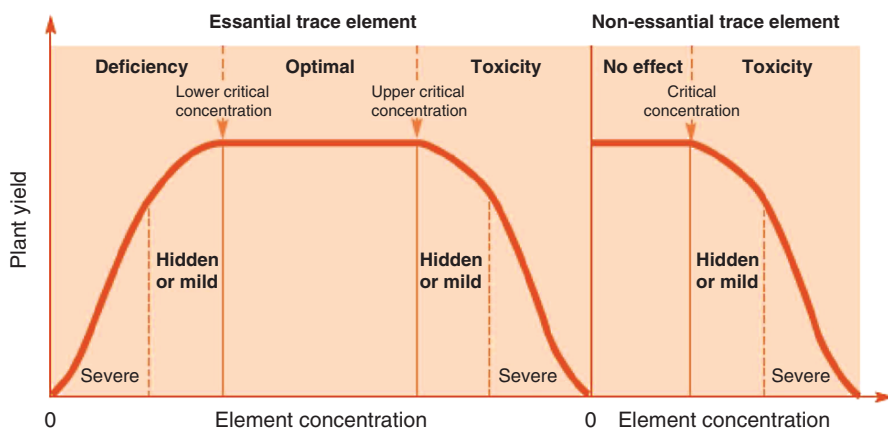 Essantial trace element
Non-essantial trace element
Deficiency
Optimal
Toxicity
No effect
Toxicity
Lower critical
concentration
Upper critical
concentration
Critical
concentration
Plant yield
Hidden
or mild
Hidden
or mild
Hidden
or mild
Severe
Severe
Severe
0
Element concentration
0
Element concentration